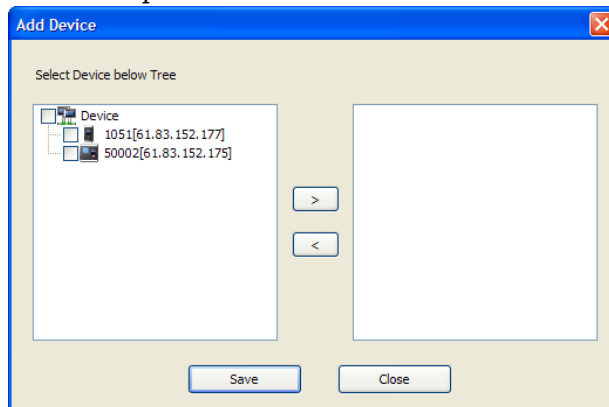 Add Device
Select Device below Tree
Device
1051[61.83.152.177]
50002[61.83.152.175]
>
<
Save
Close